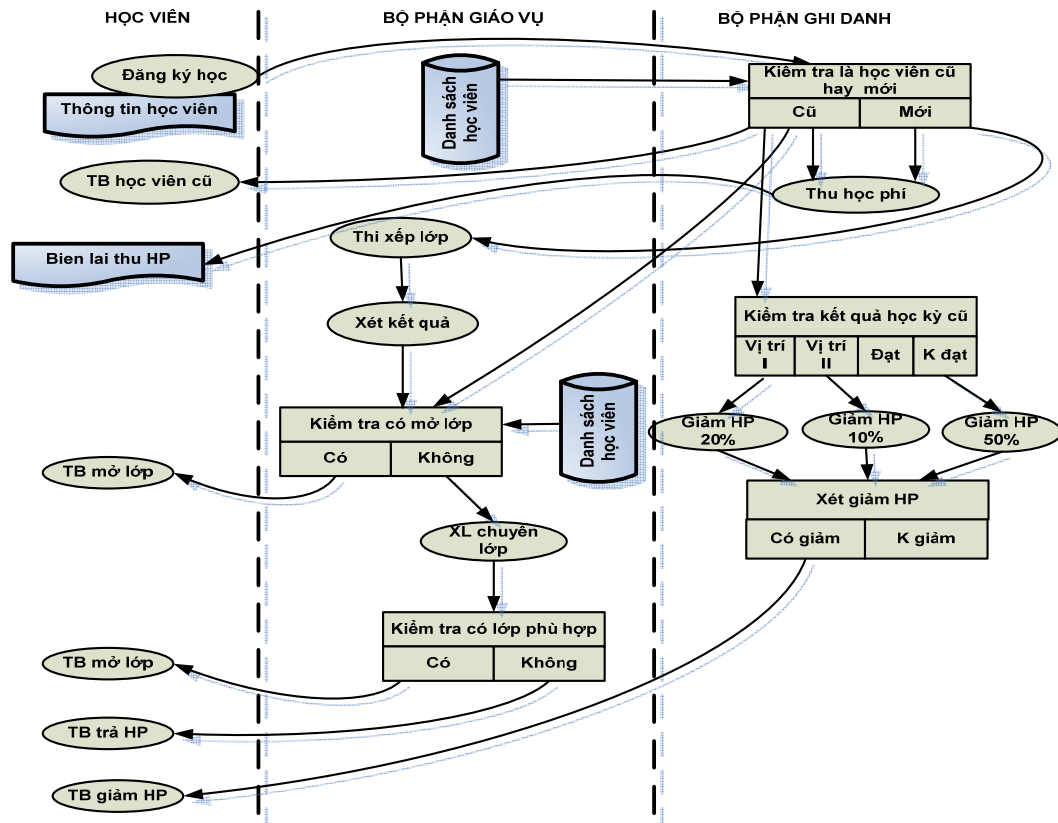 HỌC VIÊN
BỘ PHẬN GIÁO VỤ
BỘ PHẬN GHI DANH
Đăng ký học
Thông tin học viên
Danh sách
học viên
Kiểm tra là học viên cũ
hay mới
Cũ
Mới
TB học viên cũ
Thu học phí
Thi xếp lớp
Bien lai thu HP
Xét kết quả
Kiểm tra kết quả học kỳ cũ
Vị trí
I
Vị trí
II
Đạt
K đạt
Kiểm tra có mở lớp
Có
Không
Danh sách
học viên
Giảm HP
20%
Giảm HP
10%
Giảm HP
50%
TB mở lớp
Xét giảm HP
Có giảm
K giảm
XL chuyên
lớp
Kiểm tra có lớp phù hợp
Có
Không
TB mở lớp
TB trả HP
TB giảm HP